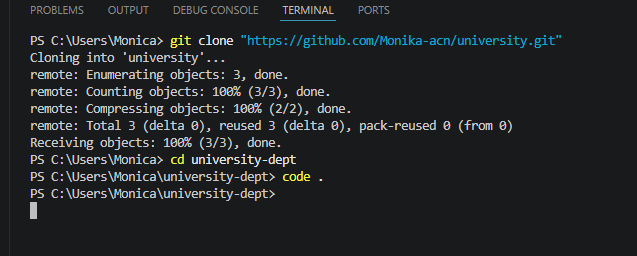 PROBLEMS OUTPUT DEBUG CONSOLE TERMINAL PORTS
PS C:\Users\Monica> git clone "https://github.com/Monika-acn/university.git"
Cloning into 'university'...
remote: Enumerating objects: 3, done.
remote: Counting objects: 100% (3/3), done.
remote: Compressing objects: 100% (2/2), done.
remote: Total 3 (delta 0), reused 3 (delta 0), pack-reused 0 (from 0)
Receiving objects: 100% (3/3), done.
PS C:\Users\Monica> cd university-dept
PS C:\Users\Monica\university-dept> code .
PS C:\Users\Monica\university-dept>